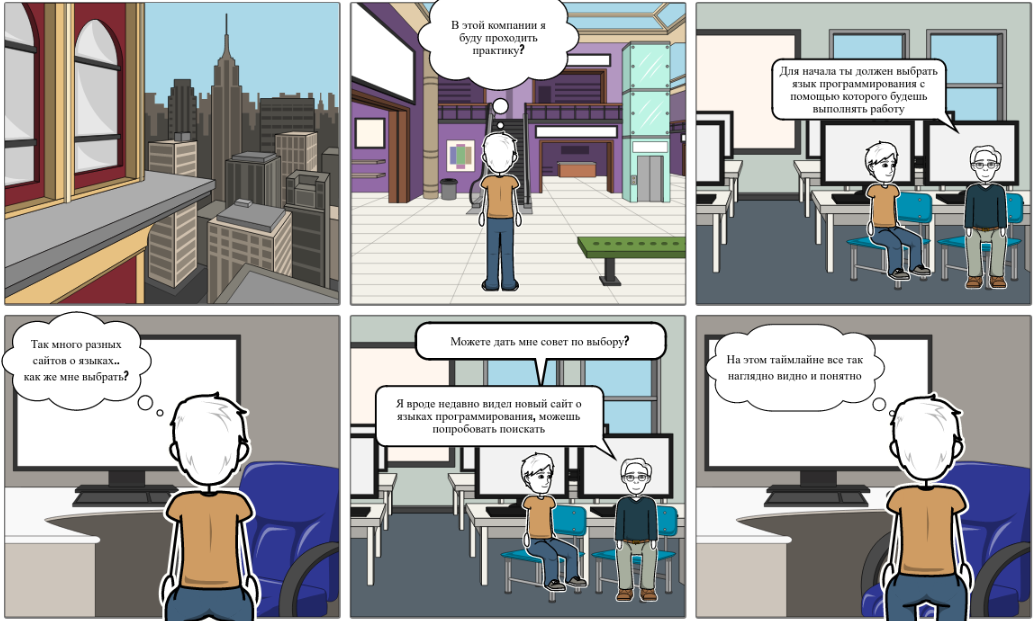 В этой компании я
буду проходить
практику?
Для начала ты должен выбрать
язык программирования с
помощью которого будешь
выполнять работу
Так много разных
сайтов о языках..
как же мне выбрать?
Можете дать мне совет по выбору?
Я вроде недавно видел новый сайт о
языках программирования, можешь
попробовать поискать
На этом таймлайне все так
наглядно видно и понятно